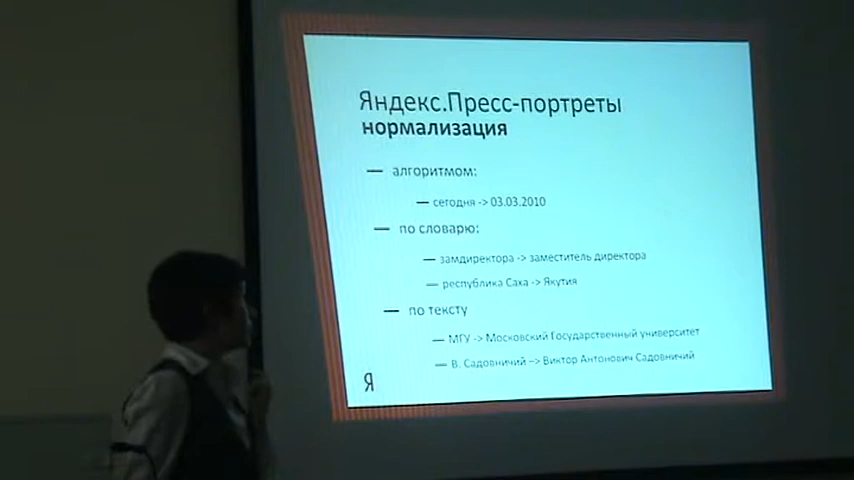 Яндекс.Пресс-портреты
нормализация
— алгоритмом:
— сегодня -> 03.03.2010
— по словарю:
— замдиректора -> заместитель директора
— республика Саха -> Якутия
— по тексту
— МГУ -> Московский Государственный университет
— В. Садовничий –> Виктор Антонович Садовничий
Я